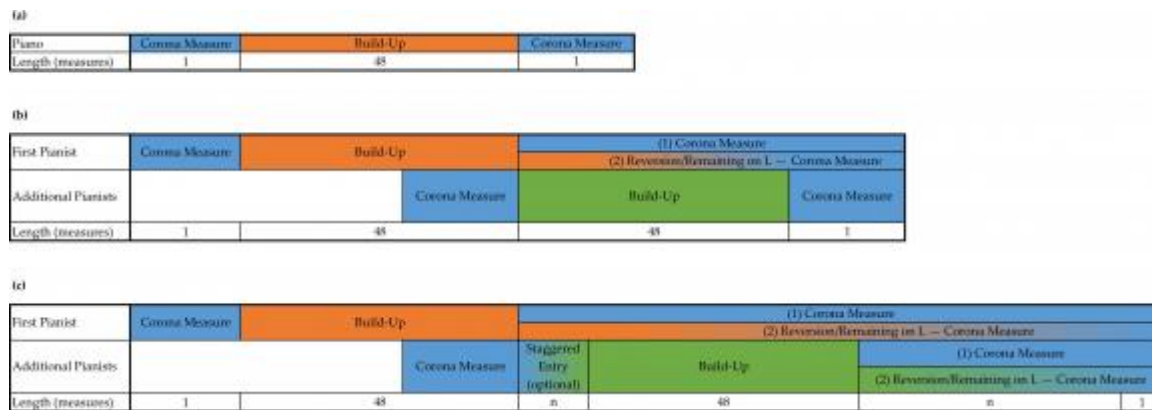 (a)
Piano Corona Measure Build-Up Corona Measure
Length (measures) 1 48 1
(b)
First Pianist Corona Measure Build-Up (1) Corona Measure
(2) Reversion/Remaining on L — Corona Measure
Additional Pianists Corona Measure Build-Up Corona Measure
Length (measures) 1 48 48 1
(c)
First Pianist Corona Measure Build-Up (1) Corona Measure
(2) Reversion/Remaining on L — Corona Measure
Additional Pianists Corona Measure Staggered Entry (optional) Build-Up (1) Corona Measure
(2) Reversion/Remaining on L — Corona Measure
Length (measures) 1 48 n 48 n 1